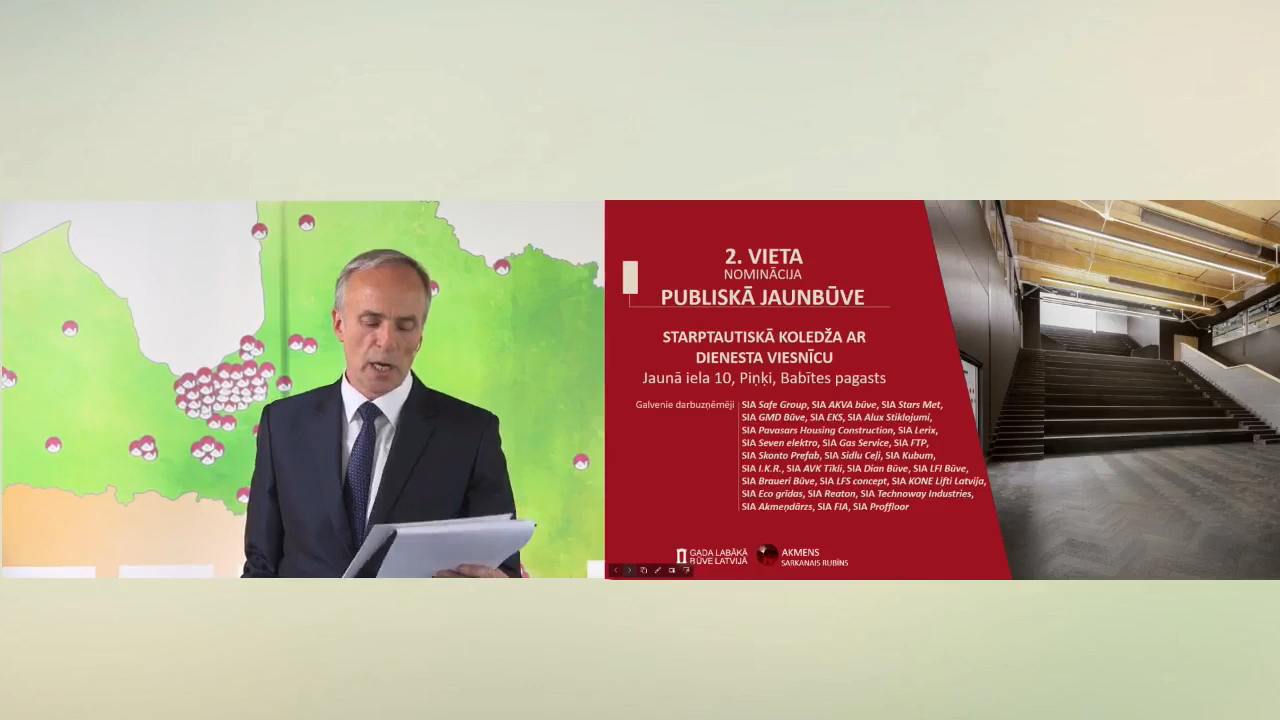 2. VIETA
NOMINĀCIJA
PUBLISKĀ JAUNBŪVE
STARPTAUTISKĀ KOLEDŽA AR
DIENESTA VIESNĪCU
Jaunā iela 10, Piņķi, Babītes pagasts
Galvenie darbuzņēmēji
SIA Safe Group, SIA AKVA būve, SIA Stars Met,
SIA GMD Būve, SIA EKS, SIA Alux Stiklojumi,
SIA Pavasars Housing Construction, SIA Lerix,
SIA Seven elektro, SIA Gas Service, SIA FTP,
SIA Skonto Prefab, SIA Sidlu Ceļi, SIA Kubum,
SIA I.K.R., SIA AVK Tīkli, SIA Dian Būve, SIA LFI Būve,
SIA Braueri Būve, SIA LFS concept, SIA KONE Lifti Latvija,
SIA Eco grīdas, SIA Reaton, SIA Technoway Industries,
SIA Akmeņdārzs, SIA FIA, SIA Proffloor
GADA LABĀKĀ
BŪVE LATVIJĀ
AKMENS
SARKANAIS RUBĪNS